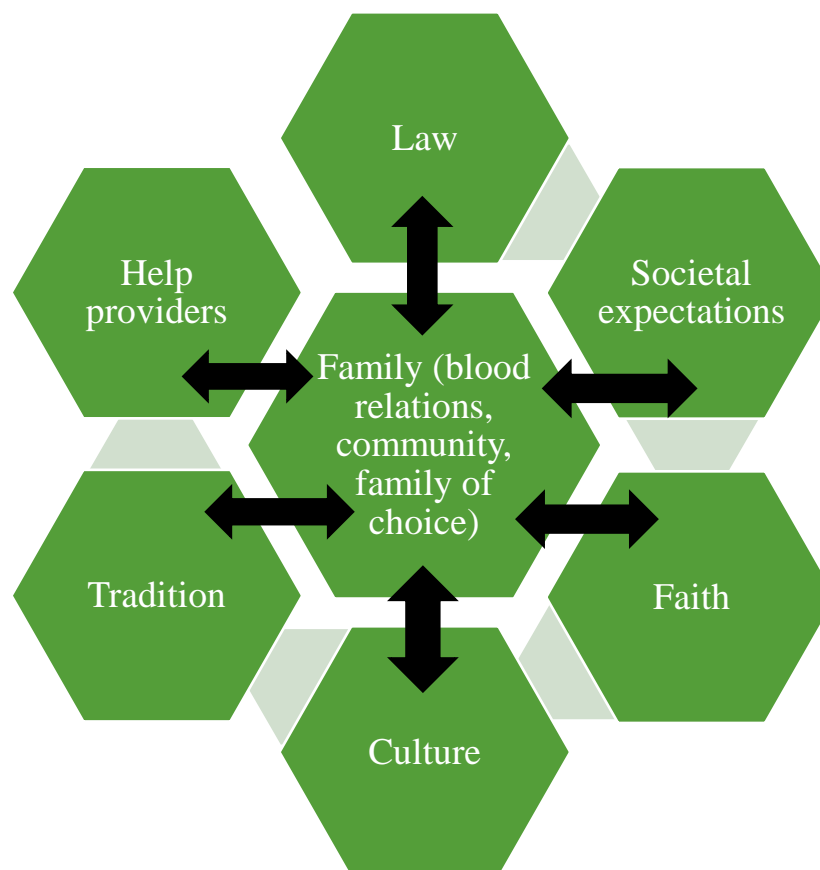 Law
Help
providers
Societal
expectations
Family (blood
relations,
community,
family of
choice)
Tradition
Faith
Culture